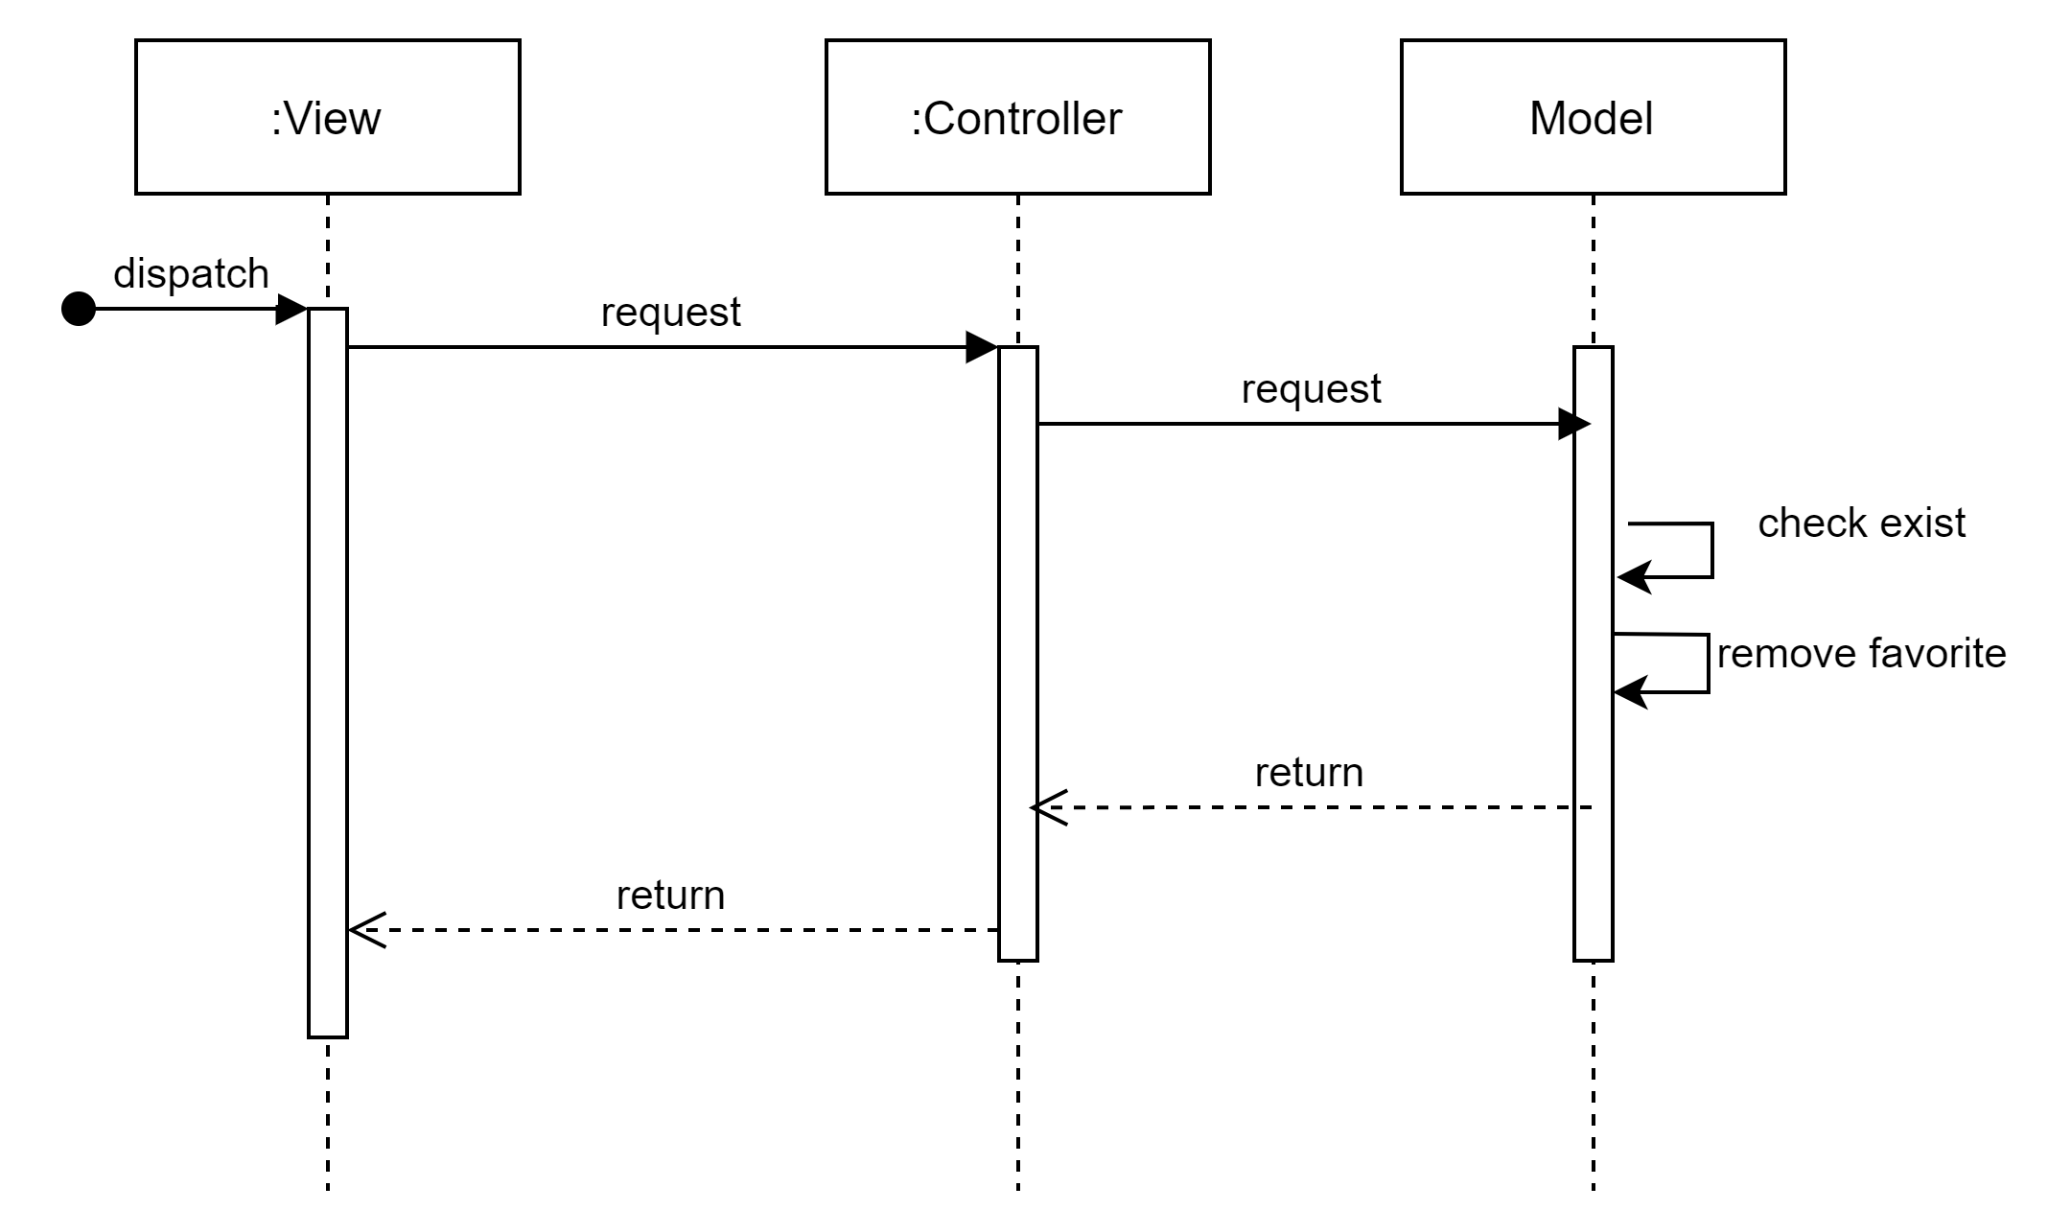 :View
:Controller
Model
dispatch
request
request
check exist
remove favorite
return
return